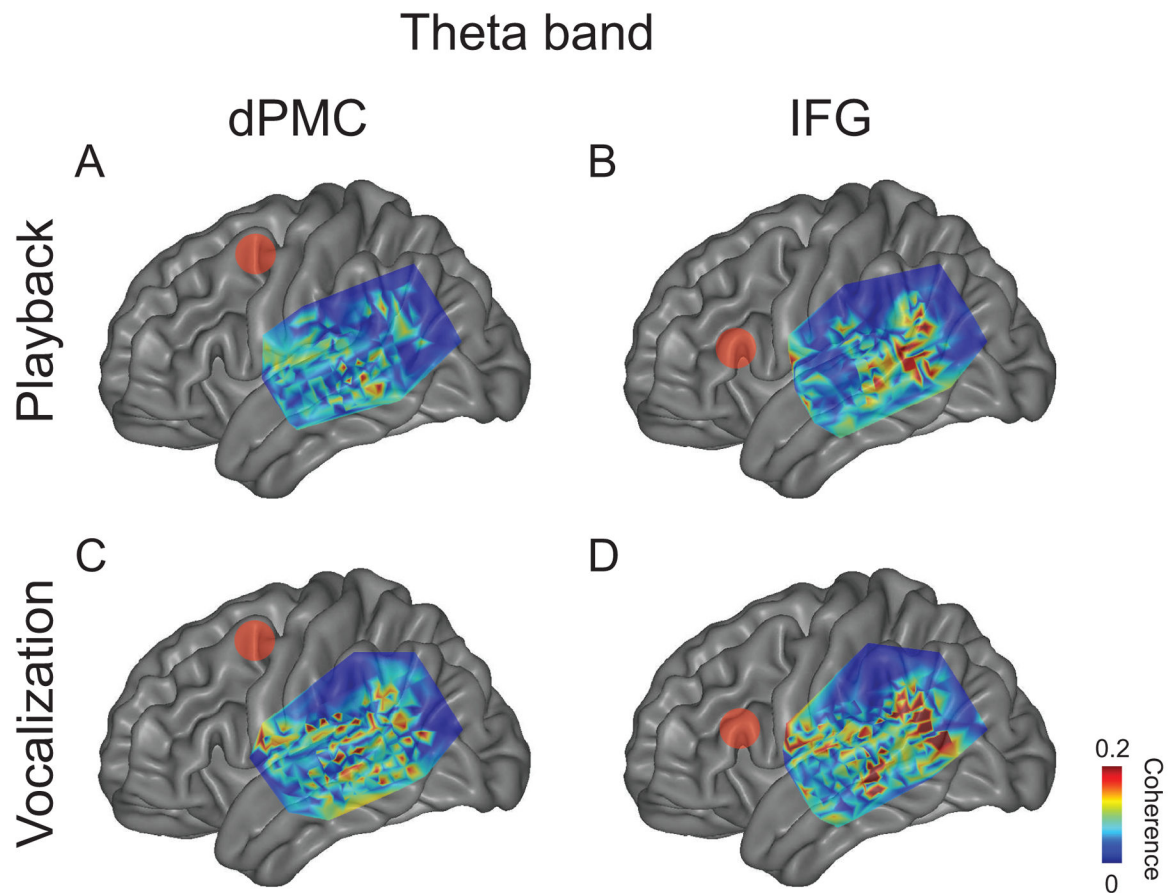 Theta band
dPMC
IFG
A
B
Playback
C
D
Vocalization
0.2
Coherence
0